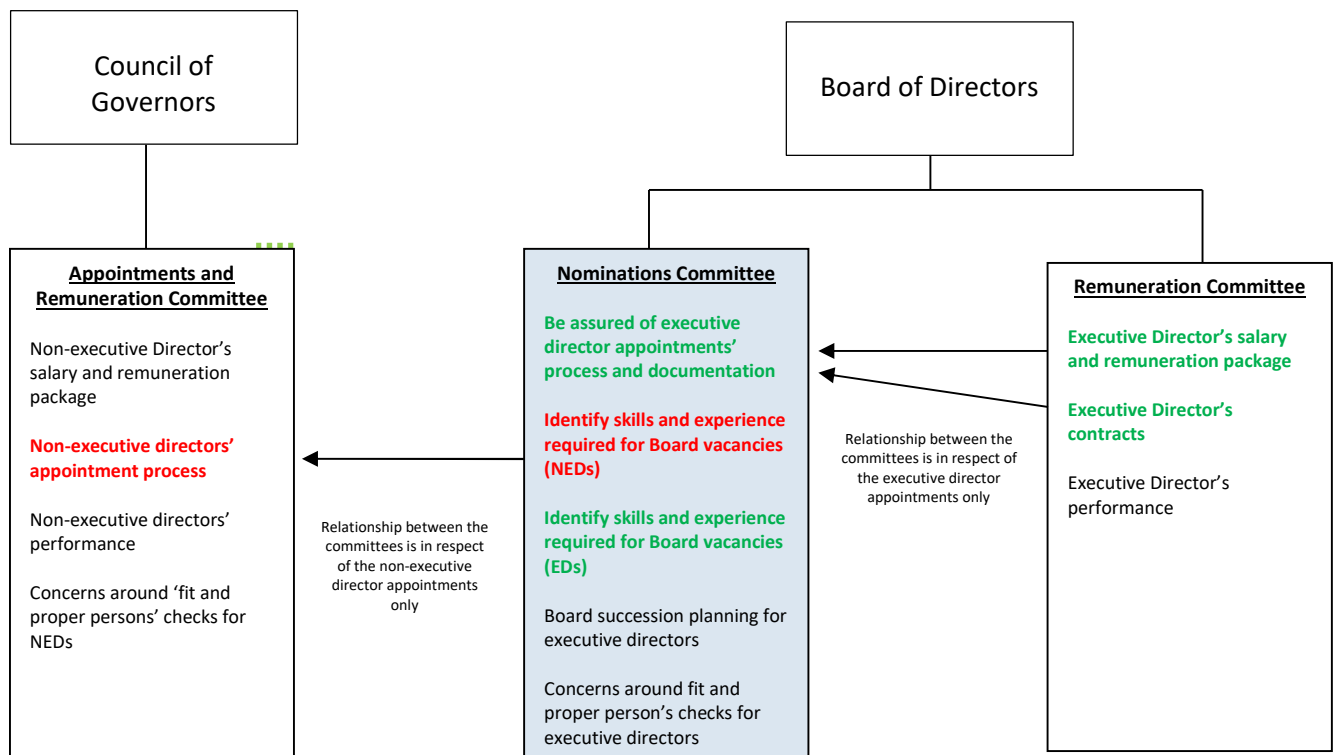 Council of
Governors
Board of Directors
Appointments and
Remuneration Committee
Non-executive Director’s
salary and remuneration
package
Non-executive directors’
appointment process
Non-executive directors’
performance
Concerns around ‘fit and
proper persons’ checks for
NEDs
Relationship between the
committees is in respect
of the non-executive
director appointments
only
Nominations Committee
Be assured of executive
director appointments’
process and documentation
Identify skills and experience
required for Board vacancies
(NEDs)
Identify skills and experience
required for Board vacancies
(EDs)
Board succession planning for
executive directors
Concerns around fit and
proper person’s checks for
executive directors
Relationship between the
committees is in respect of
the executive director
appointments only
Remuneration Committee
Executive Director’s salary
and remuneration package
Executive Director’s
contracts
Executive Director’s
performance